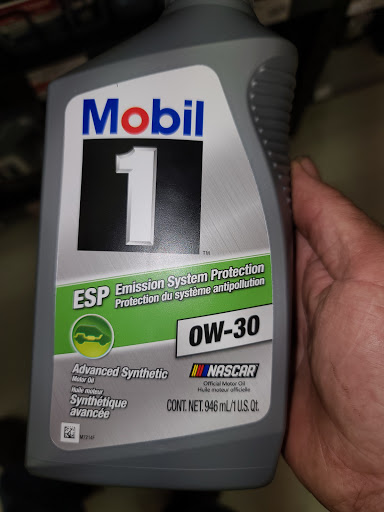 Mobil
1
™
ESP Emission System Protection
Protection du système antipollution
0W-30
Advanced Synthetic
Motor Oil
Huile moteur
Synthétique
avancée
NASCAR
Official Motor Oil
Huile moteur officielle
CONT. NET. 946 mL/1 U.S. Qt.